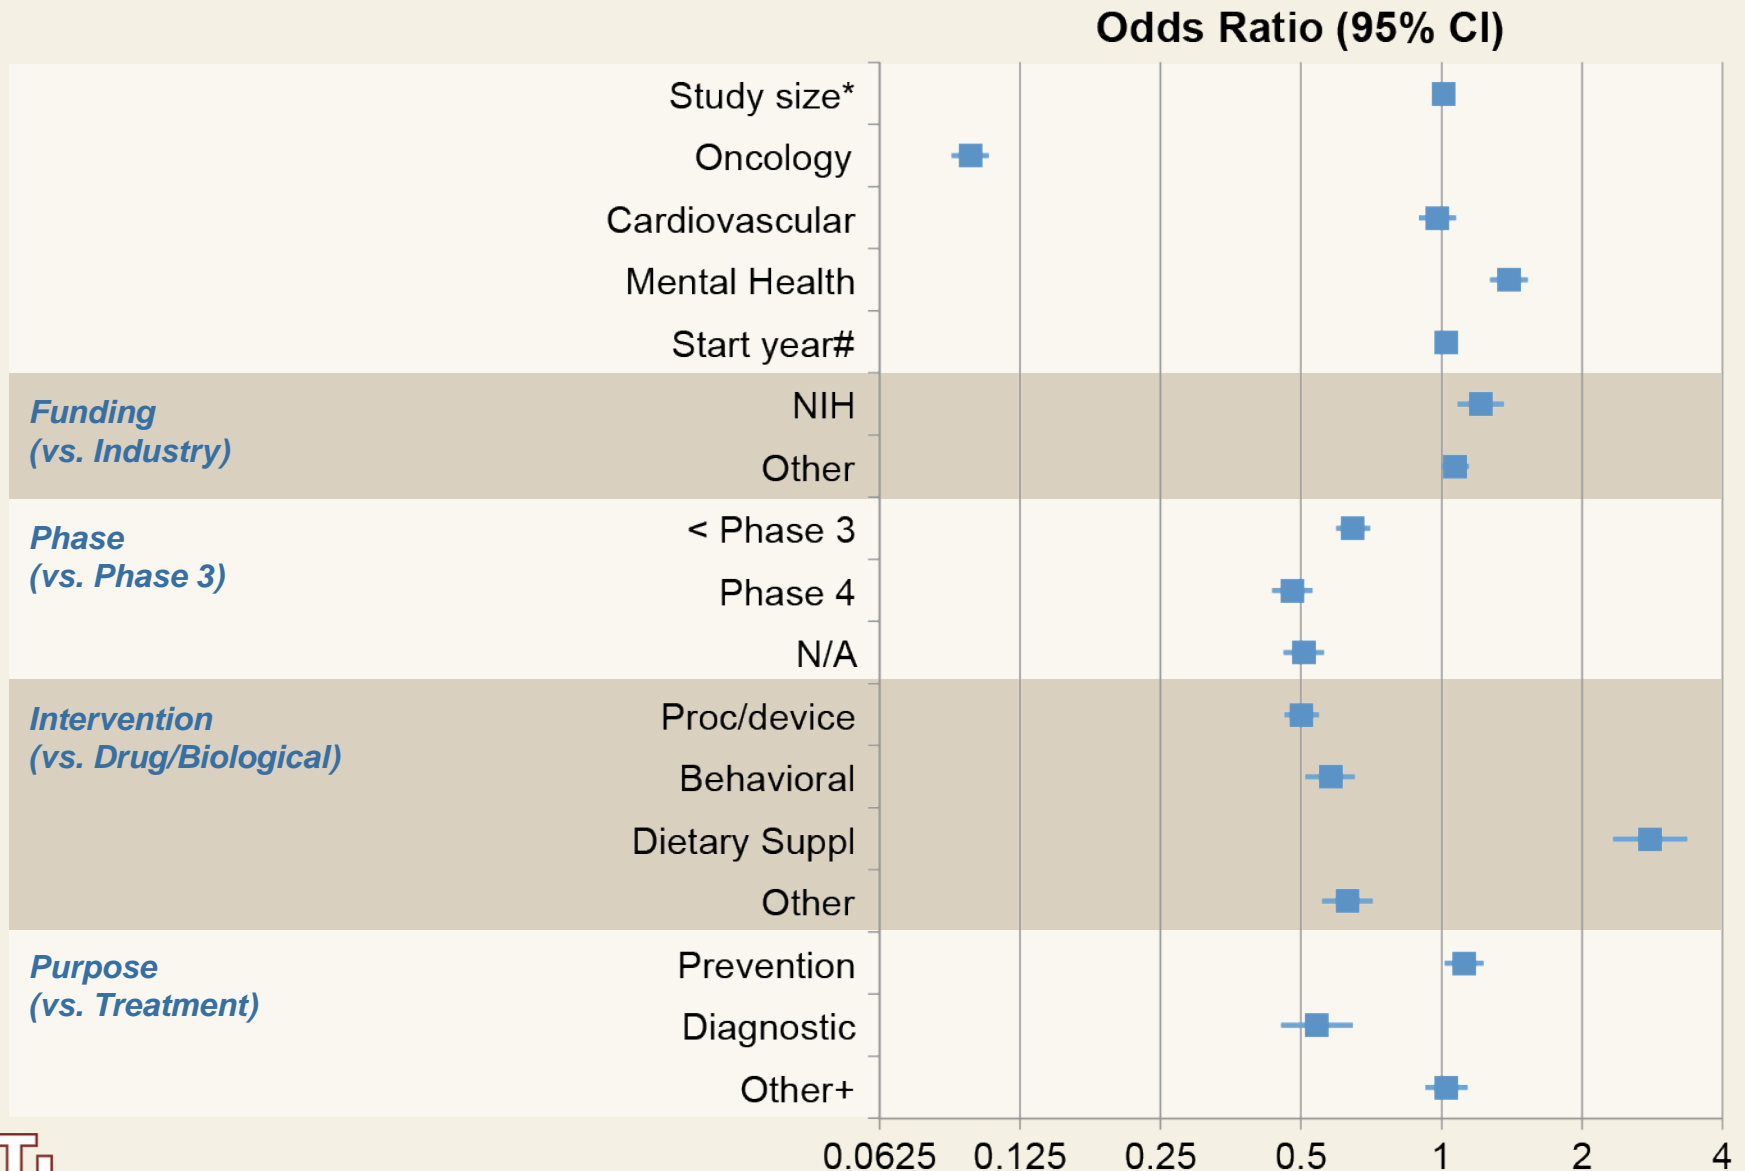 Odds Ratio (95% CI)
Study size*
Oncology
Cardiovascular
Mental Health
Start year#
Funding
(vs. Industry)
NIH
Other
Phase
(vs. Phase 3)
< Phase 3
Phase 4
N/A
Intervention
(vs. Drug/Biological)
Proc/device
Behavioral
Dietary Suppl
Other
Purpose
(vs. Treatment)
Prevention
Diagnostic
Other+
0.0625 0.125 0.25 0.5 1 2 4